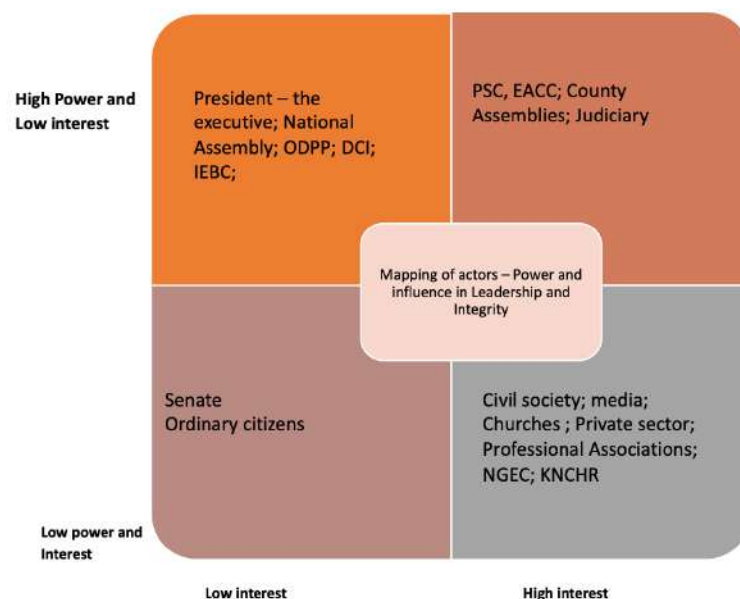 High Power and
Low interest
President – the
executive; National
Assembly; ODPP; DCI;
IEBC;
PSC, EACC; County
Assemblies; Judiciary
Mapping of actors – Power and
influence in Leadership and
Integrity
Senate
Ordinary citizens
Civil society; media;
Churches ; Private sector;
Professional Associations;
NGEC; KNCHR
Low power and
Interest
Low interest
High interest